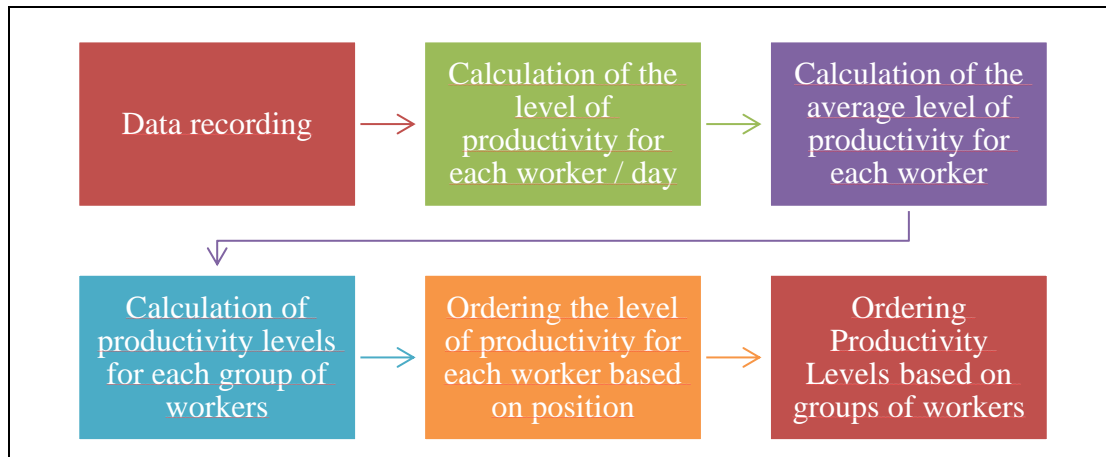 Data recording
Calculation of the
level of
productivity for
each worker / day
Calculation of the
average level of
productivity for
each worker
Calculation of
productivity levels
for each group of
workers
Ordering the level
of productivity for
each worker based
on position
Ordering
Productivity
Levels based on
groups of workers